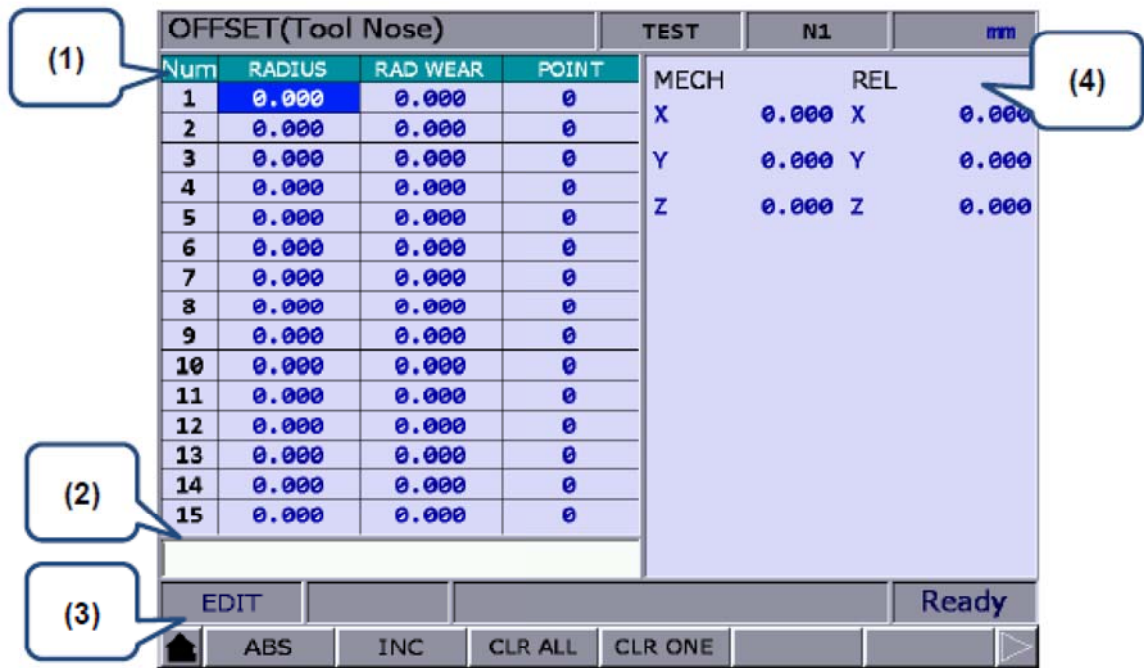 OFFSET(Tool Nose) TEST N1 mm
(1)
Num RADIUS RAD WEAR POINT
1 0.000 0.000 0
2 0.000 0.000 0
3 0.000 0.000 0
4 0.000 0.000 0
5 0.000 0.000 0
6 0.000 0.000 0
7 0.000 0.000 0
8 0.000 0.000 0
9 0.000 0.000 0
10 0.000 0.000 0
11 0.000 0.000 0
12 0.000 0.000 0
13 0.000 0.000 0
14 0.000 0.000 0
15 0.000 0.000 0
MECH REL
X 0.000 X 0.000
Y 0.000 Y 0.000
Z 0.000 Z 0.000
(4)
(2)
(3)
EDIT Ready
ABS INC CLR ALL CLR ONE